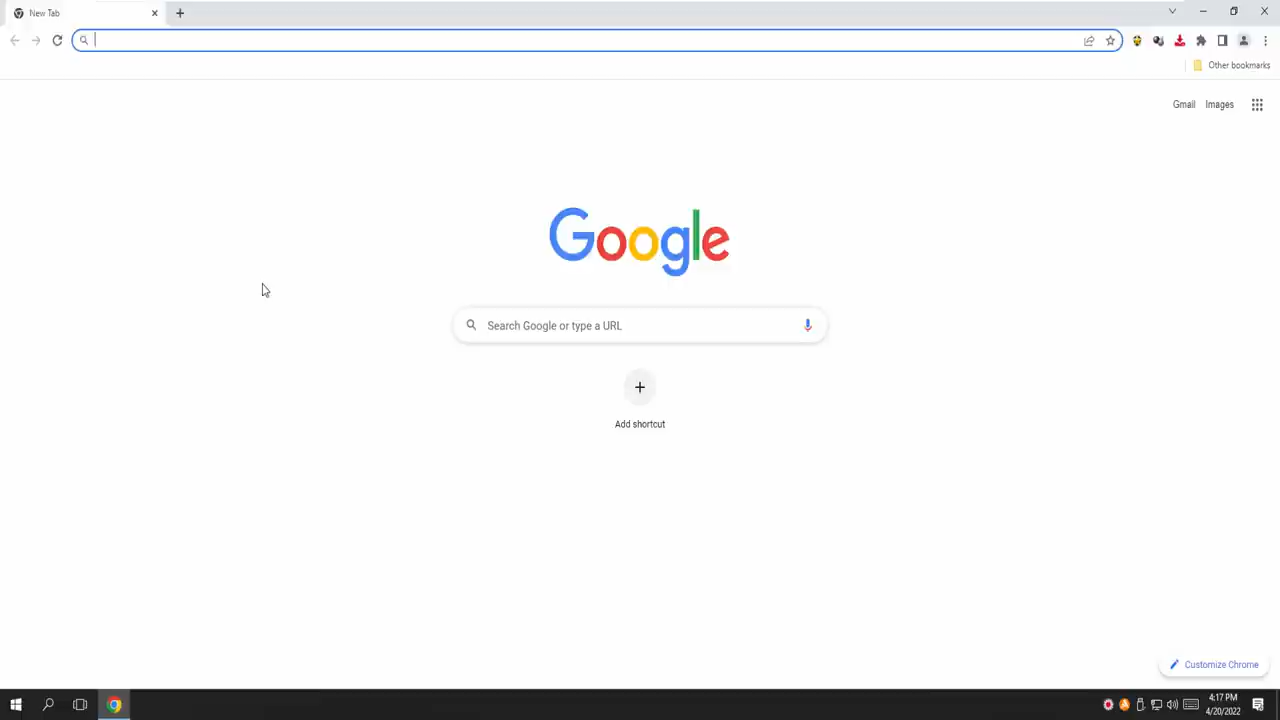 New Tab
Other bookmarks
Gmail Images
Google
Search Google or type a URL
Add shortcut
Customize Chrome
4:17 PM
4/20/2022